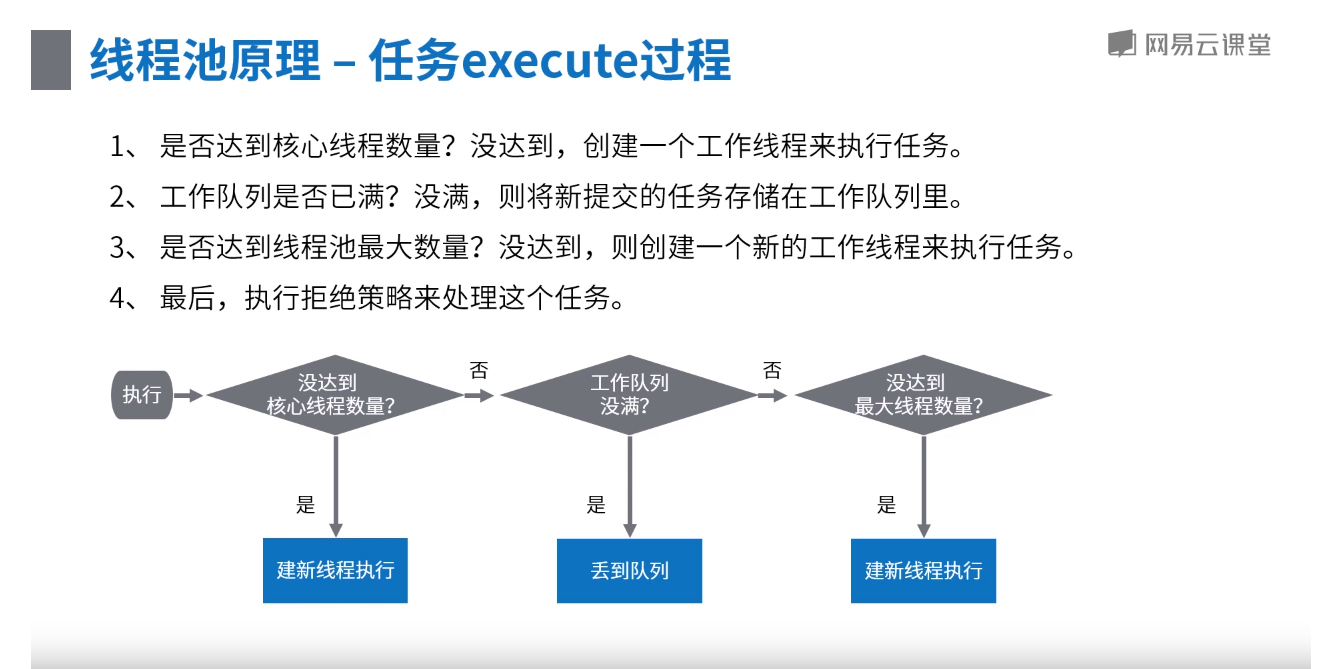 线程池原理 – 任务execute过程
网易云课堂
1、 是否达到核心线程数量？没达到，创建一个工作线程来执行任务。
2、 工作队列是否已满？没满，则将新提交的任务存储在工作队列里。
3、 是否达到线程池最大数量？没达到，则创建一个新的工作线程来执行任务。
4、 最后，执行拒绝策略来处理这个任务。
执行
没达到
核心线程数量？
否
工作队列
没满？
否
没达到
最大线程数量？
是
是
是
建新线程执行
丢到队列
建新线程执行